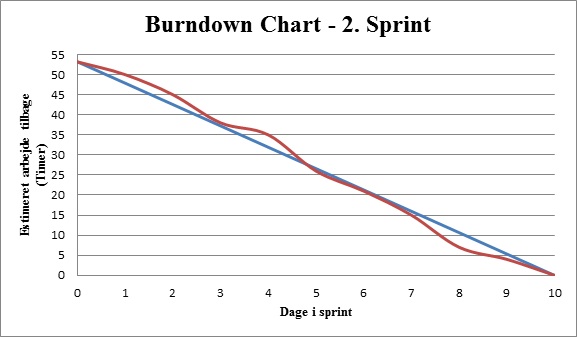 Burndown Chart - 2. Sprint
55
50
45
40
35
30
25
20
15
10
5
0
Estimeret arbejde tilbage
(Timer)
0 1 2 3 4 5 6 7 8 9 10
Dage i sprint